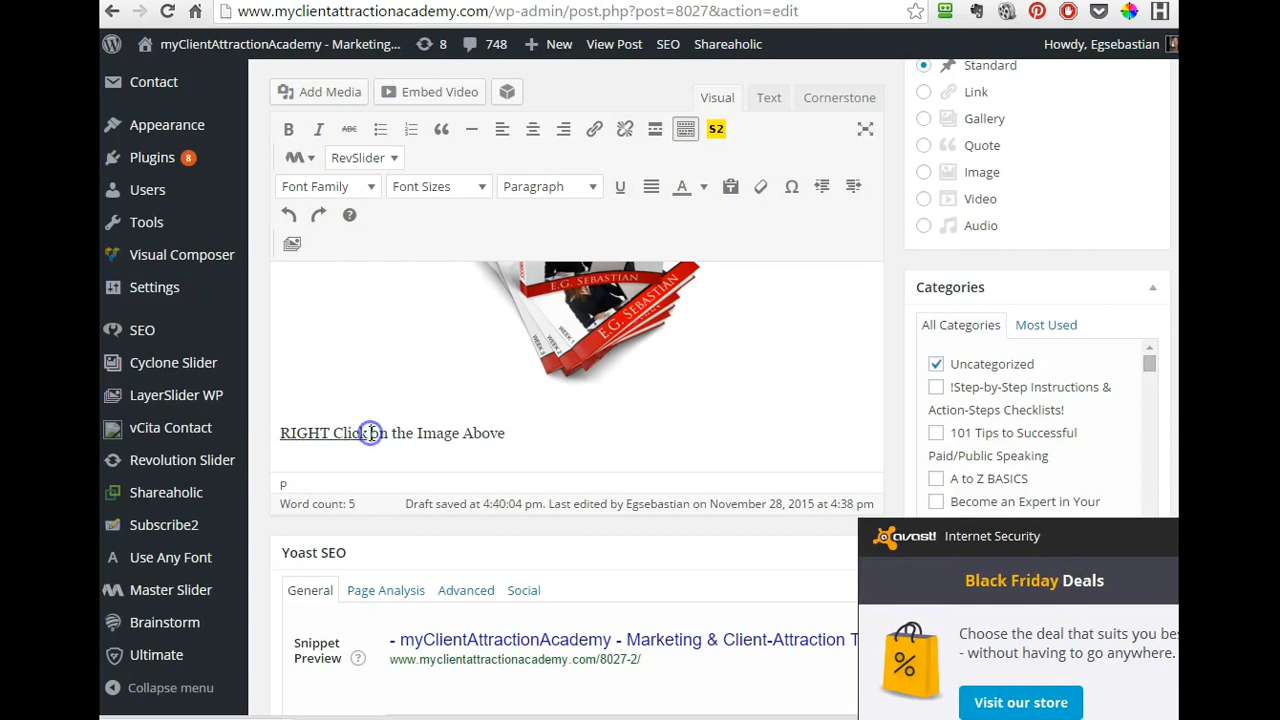 www.myclientattractionacademy.com/wp-admin/post.php?post=8027&action=edit
myClientAttractionAcademy - Marketing... 8 748 New View Post SEO Shareaholic Howdy, Egsebastian
Contact
Appearance
Plugins 8
Users
Tools
Visual Composer
Settings
SEO
Cyclone Slider
LayerSlider WP
vCita Contact
Revolution Slider
Shareaholic
Subscribe2
Use Any Font
Master Slider
Brainstorm
Ultimate
Collapse menu
Add Media Embed Video
Visual Text Cornerstone
B I ABC S2
RevSlider
Font Family Font Sizes Paragraph U A
E.G. SEBASTIAN
E.G. SEBASTIAN
WEEK 1
RIGHT Click on the Image Above
P
Word count: 5 Draft saved at 4:40:04 pm. Last edited by Egsebastian on November 28, 2015 at 4:38 pm
Yoast SEO
General Page Analysis Advanced Social
Snippet
Preview
- myClientAttractionAcademy - Marketing & Client-Attraction T
www.myclientattractionacademy.com/8027-2/
Standard
Link
Gallery
Quote
Image
Video
Audio
Categories
All Categories Most Used
Uncategorized
!Step-by-Step Instructions &
Action-Steps Checklists!
101 Tips to Successful
Paid/Public Speaking
A to Z BASICS
Become an Expert in Your
avast! Internet Security
Black Friday Deals
Choose the deal that suits you bes
- without having to go anywhere.
Visit our store